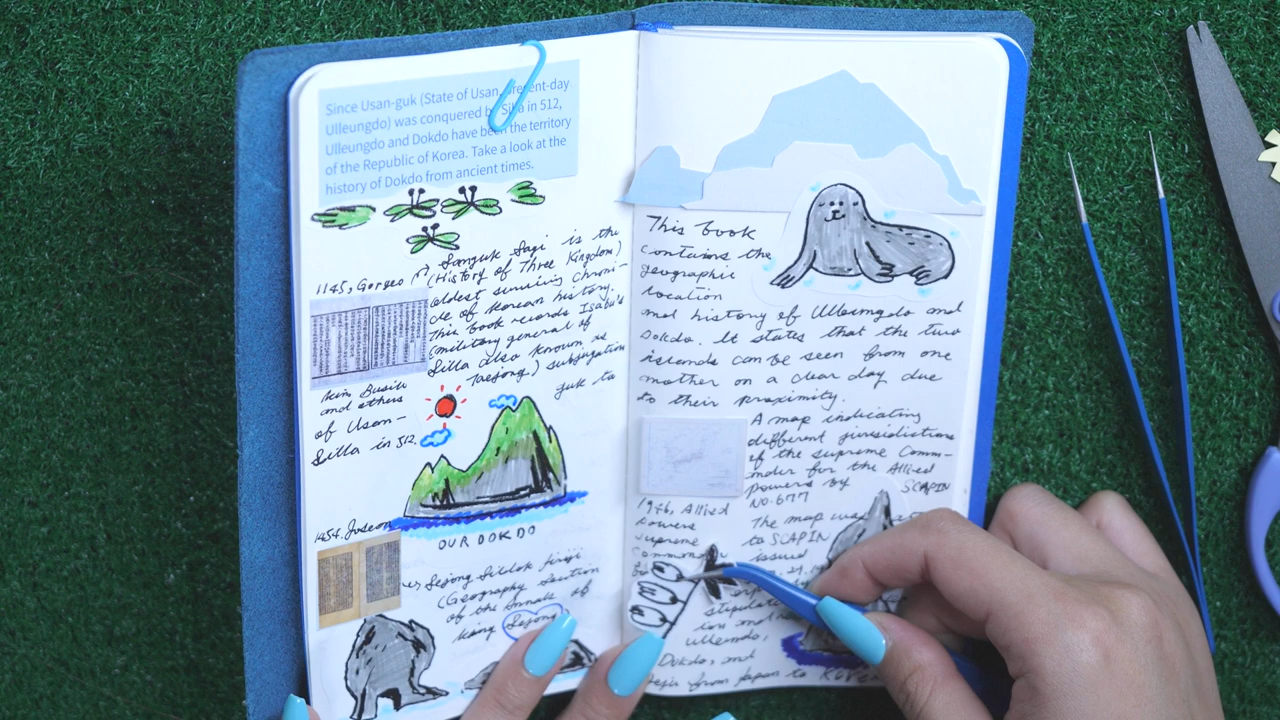 Since Usan-guk (State of Usan, Present-day
Ulleungdo) was conquered by Silla in 512,
Ulleungdo and Dokdo have been the territory
of the Republic of Korea. Take a look at the
history of Dokdo from ancient times.
1145, Goryeo
Samguk Sagi is the
(History of Three Kingdom)
oldest surviving Chroni-
cle of Korean history.
This book records Isabu's
(military general of
Silla also known as
Taejong) subjugation
guk to
Kim Busik
and others
of Usan-
Silla in 512.
OUR DOKDO
1454. Joseon
Sejong Sillok Jiriji
(Geography Section
of the Annals of
King Sejong
This book
contains the
geographic
location
and history of Ulleungdo and
Dokdo. It states that the two
islands can be seen from one
another on a clear day due
to their proximity.
A map indicating
different jurisdictions
of the Supreme Comm-
ander for the Allied
Powers by SCAPIN
NO.677
1946, Allied
Powers
Supreme
Commander
The map was
to SCAPIN
issued
stipulat
Ulleungdo,
Dokdo, and
from Japan to Korea